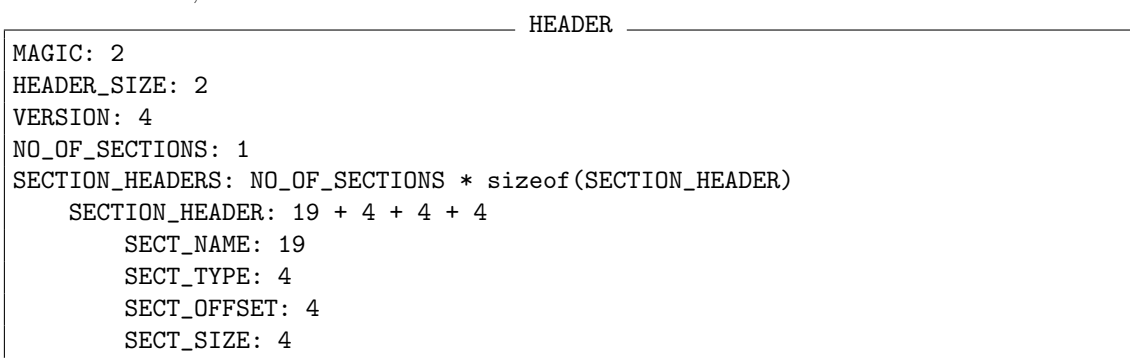 HEADER
MAGIC: 2
HEADER_SIZE: 2
VERSION: 4
NO_OF_SECTIONS: 1
SECTION_HEADERS: NO_OF_SECTIONS * sizeof(SECTION_HEADER)
    SECTION_HEADER: 19 + 4 + 4 + 4
        SECT_NAME: 19
        SECT_TYPE: 4
        SECT_OFFSET: 4
        SECT_SIZE: 4